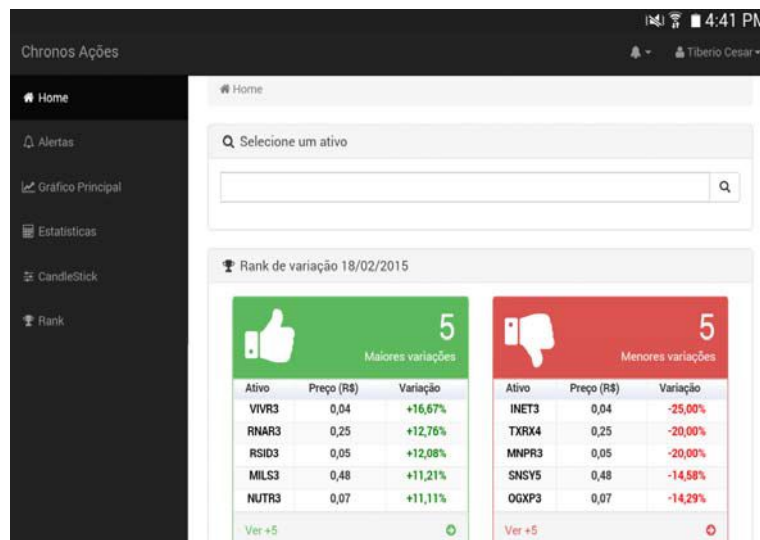 4:41 PM
Chronos Ações
Tiberio Cesar
Home
Alertas
Gráfico Principal
Estatísticas
CandleStick
Rank
Home
Selecione um ativo
Rank de variação 18/02/2015
5
Maiores variações
Ativo Preço (R$) Variação
VIVR3 0,04 +16,67%
RNAR3 0,25 +12,76%
RSID3 0,05 +12,08%
MILS3 0,48 +11,21%
NUTR3 0,07 +11,11%
Ver +5
5
Menores variações
Ativo Preço (R$) Variação
INET3 0,04 -25,00%
TXRX4 0,25 -20,00%
MNPR3 0,05 -20,00%
SNSY5 0,48 -14,58%
OGXP3 0,07 -14,29%
Ver +5